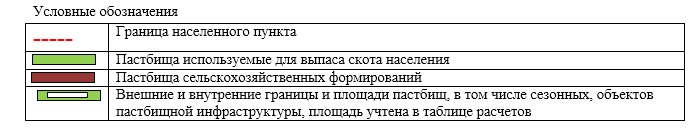 Условные обозначения
Граница населенного пункта
Пастбища используемые для выпаса скота населения
Пастбища сельскохозяйственных формирований
Внешние и внутренние границы и площади пастбищ, в том числе сезонных, объектов
пастбищной инфраструктуры, площадь учтена в таблице расчетов